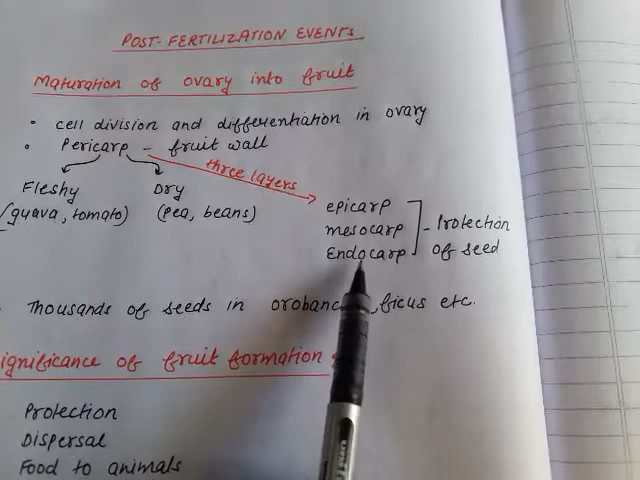 POST-FERTILIZATION EVENTS
Maturation of ovary into fruit
• cell division and differentiation in ovary
• Pericarp - fruit wall
three layers
Fleshy Dry
(guava, tomato) (pea, beans)
epicarp
mesocarp - Protection
Endocarp of seed
Thousands of seeds in , ficus etc.
of fruit formation
Protection
Dispersal
Food to animals